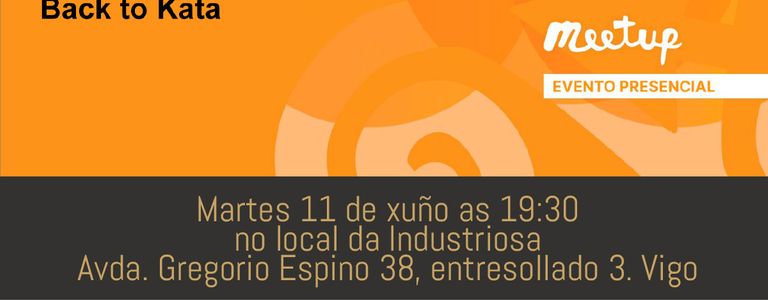 Back to Kata
meetup
EVENTO PRESENCIAL
Martes 11 de xuño as 19:30
no local da Industriosa
Avda. Gregorio Espino 38, entresollado 3. Vigo